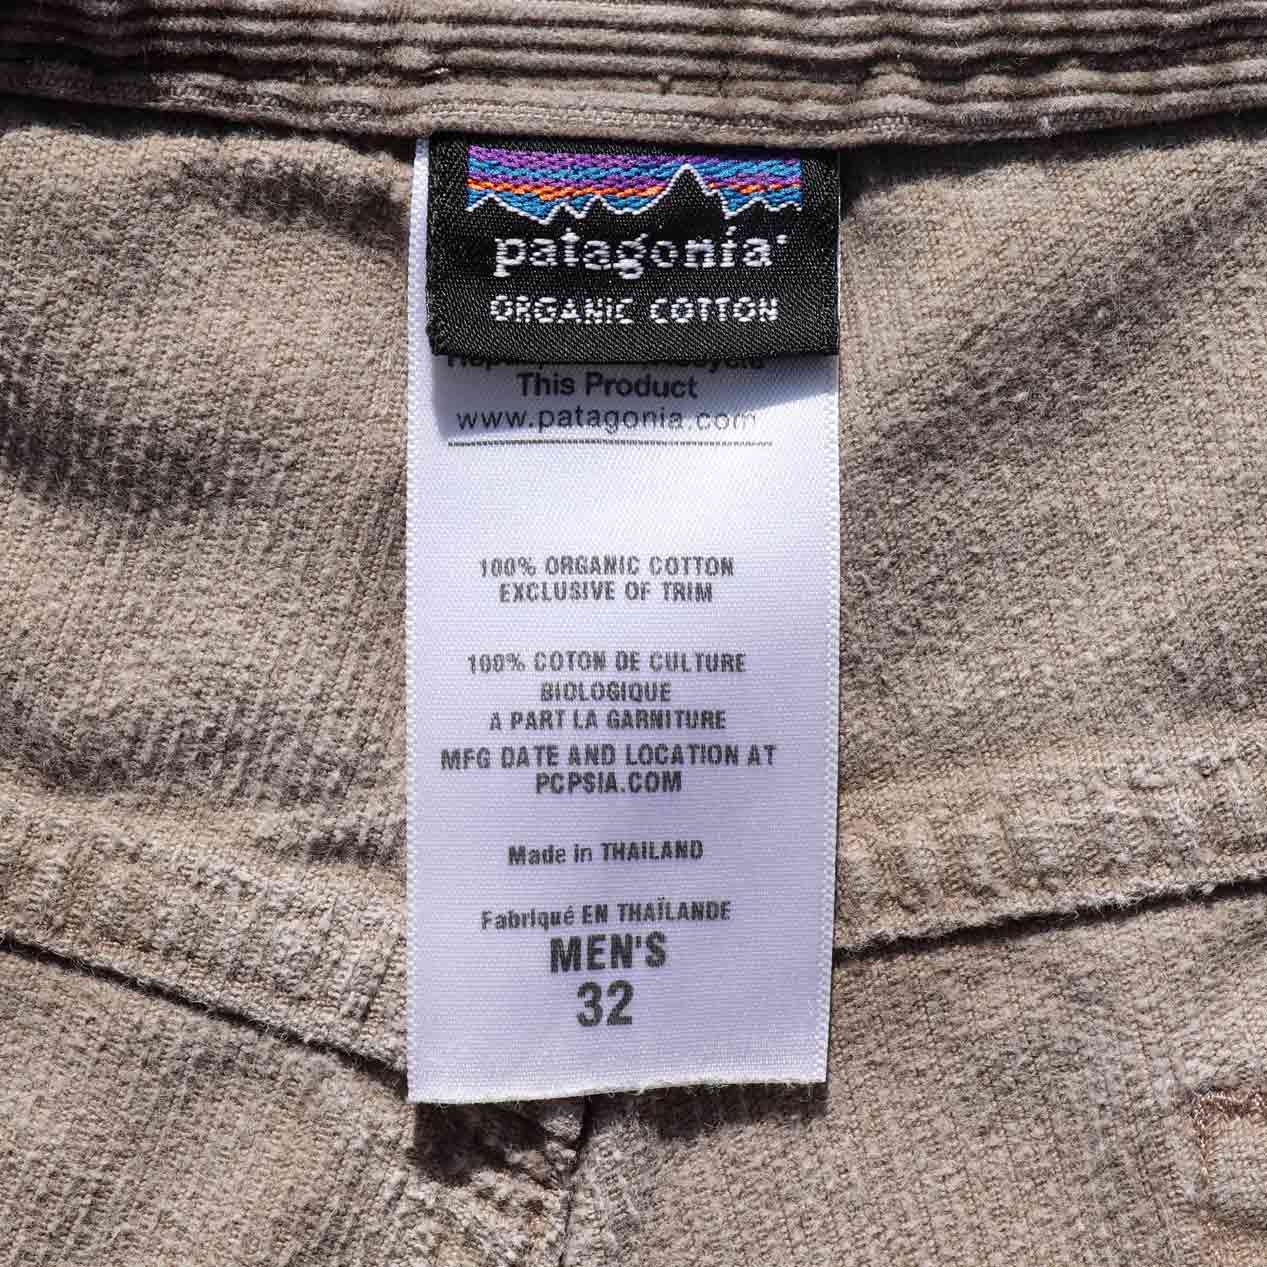 patagonia
ORGANIC COTTON
This Product
www.patagonia.com
100% ORGANIC COTTON
EXCLUSIVE OF TRIM
100% COTON DE CULTURE
BIOLOGIQUE
A PART LA GARNITURE
MFG DATE AND LOCATION AT
PCPSIA.COM
Made in THAILAND
Fabriqué EN THAÏLANDE
MEN'S
32